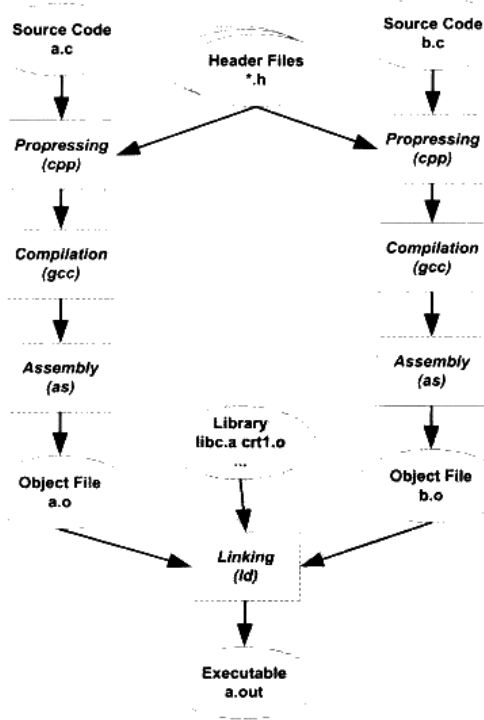 Source Code
a.c
Header Files
*.h
Source Code
b.c
Propressing
(cpp)
Propressing
(cpp)
Compilation
(gcc)
Compilation
(gcc)
Assembly
(as)
Assembly
(as)
Library
libc.a crt1.o
...
Object File
a.o
Object File
b.o
Linking
(ld)
Executable
a.out